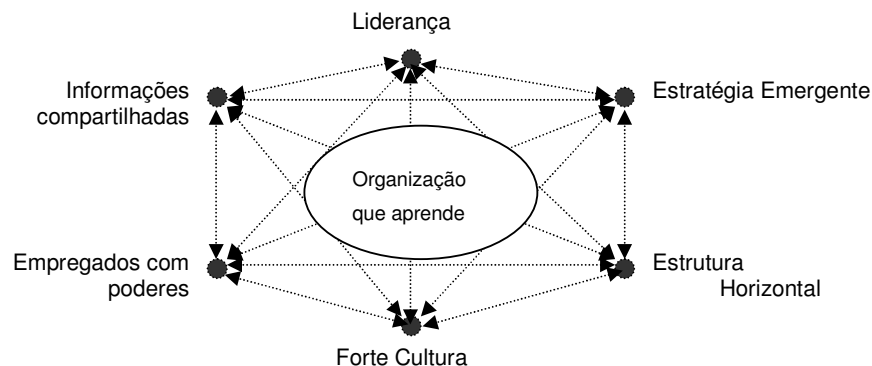 Liderança
Informações
compartilhadas
Estratégia Emergente
Organização
que aprende
Empregados com
poderes
Estrutura
Horizontal
Forte Cultura